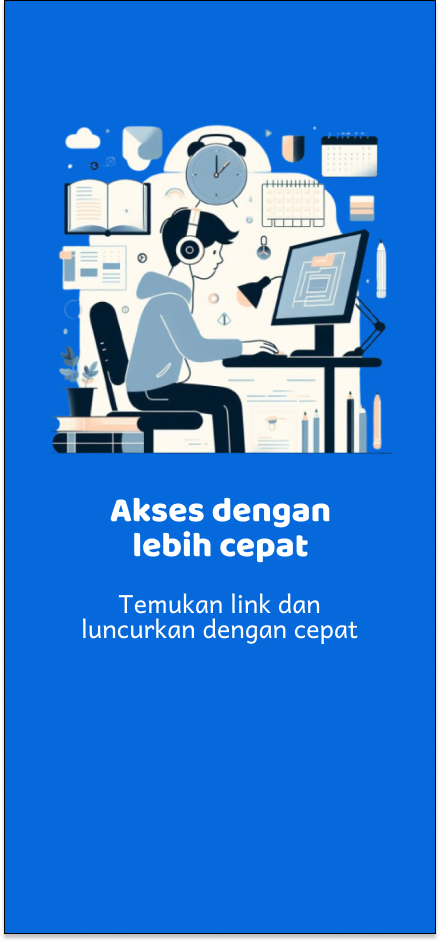 Akses dengan
lebih cepat
Temukan link dan
luncurkan dengan cepat